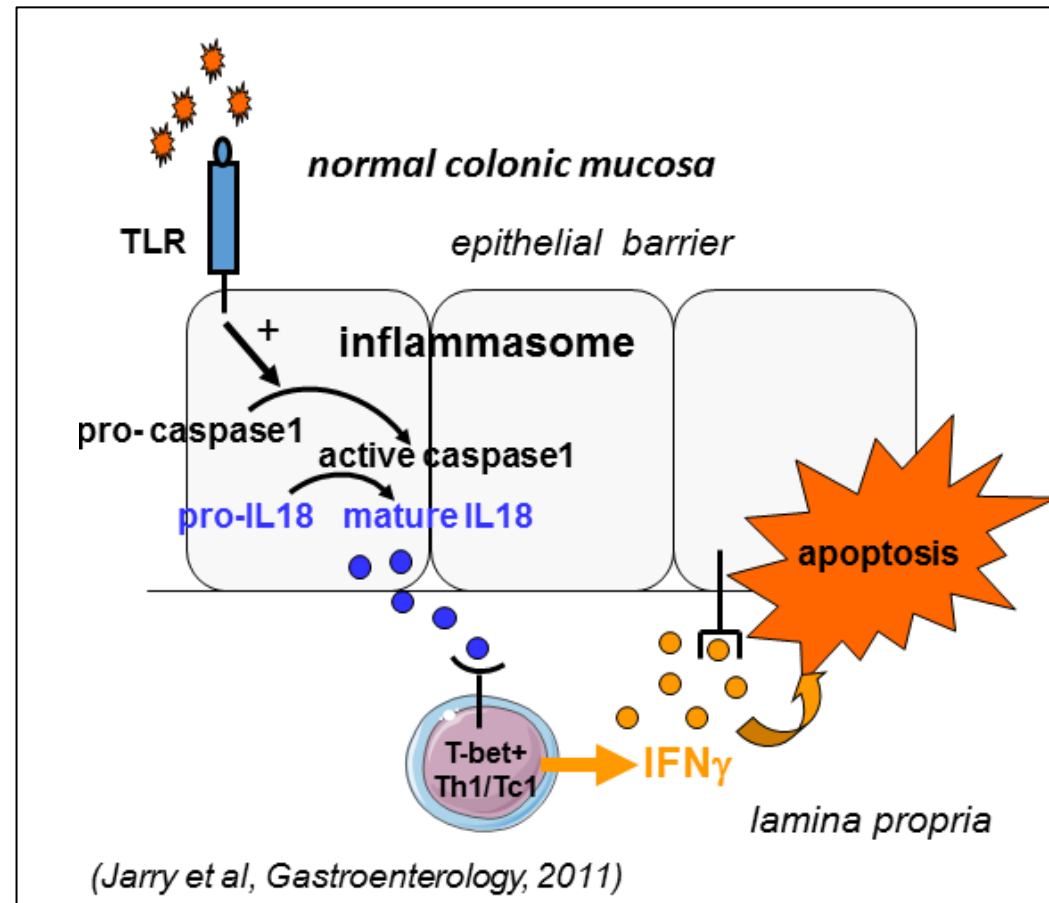 normal colonic mucosa
TLR
epithelial barrier
+
inflammasome
pro-caspase1
active caspase1
pro-IL18 mature IL18
apoptosis
T-bet+
Th1/Tc1
IFNγ
lamina propria
(Jarry et al, Gastroenterology, 2011)